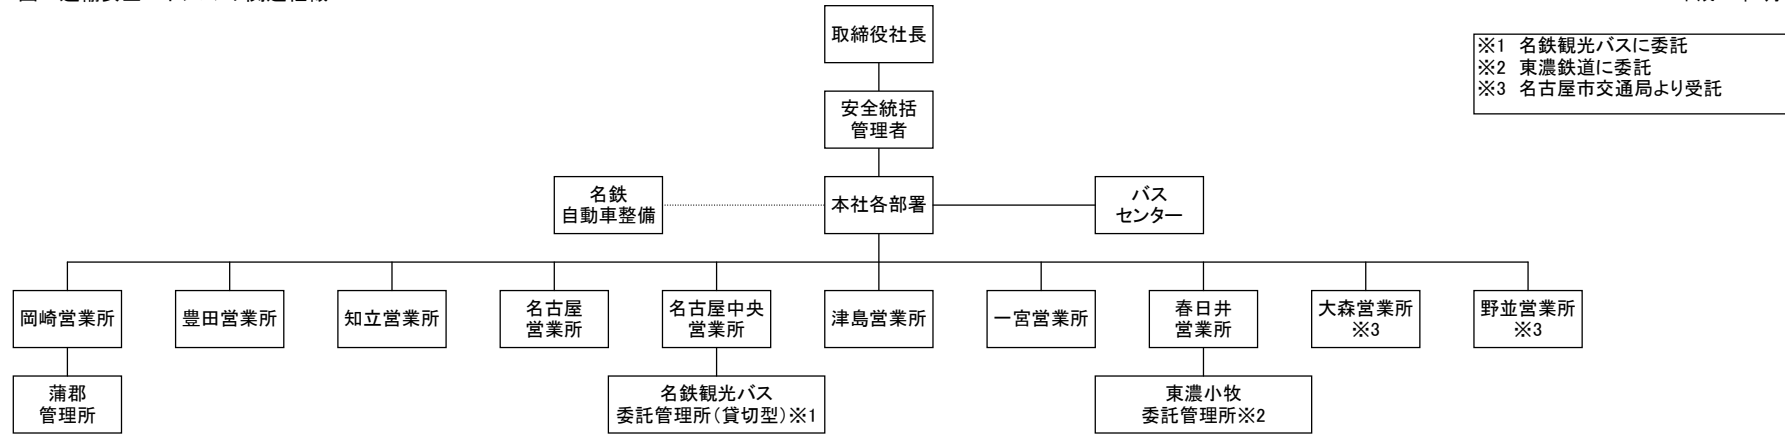 取締役社長
※1 名鉄観光バスに委託
※2 東濃鉄道に委託
※3 名古屋市交通局より受託
安全統括
管理者
名鉄
自動車整備
本社各部署
バス
センター
岡崎営業所
豊田営業所
知立営業所
名古屋
営業所
名古屋中央
営業所
津島営業所
一宮営業所
春日井
営業所
大森営業所
※3
野並営業所
※3
蒲郡
管理所
名鉄観光バス
委託管理所(貸切型)※1
東濃小牧
委託管理所※2